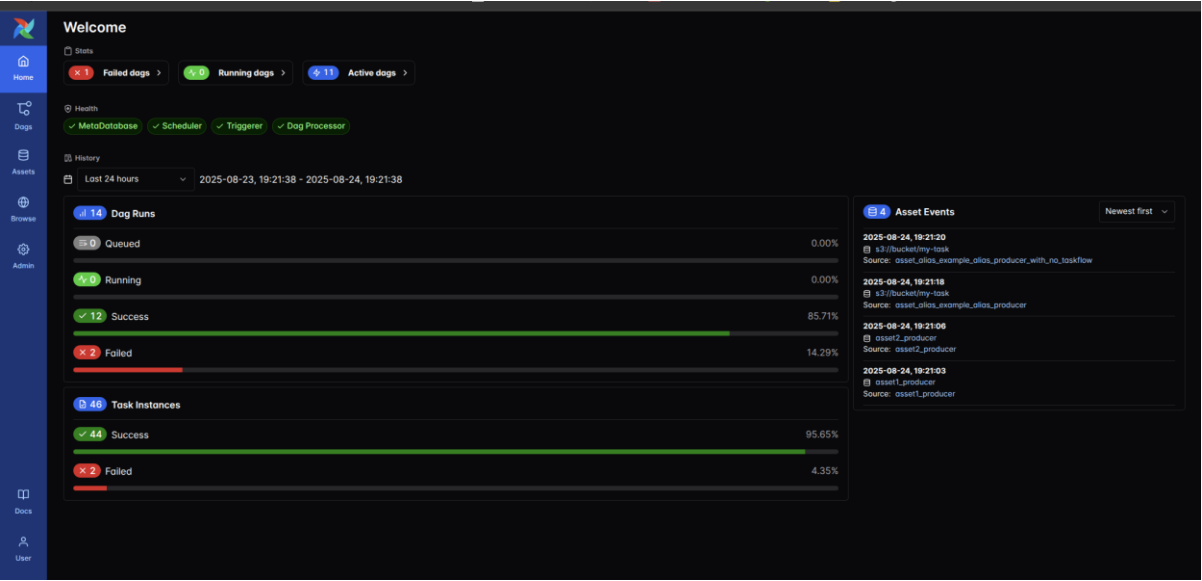 Welcome
Stats
1 Failed dags
0 Running dags
11 Active dags
Health
MetaDatabase
Scheduler
Triggerer
Dag Processor
History
Last 24 hours
2025-08-23, 19:21:38 - 2025-08-24, 19:21:38
14 Dag Runs
0 Queued 0.00%
0 Running 0.00%
12 Success 85.71%
2 Failed 14.29%
46 Task Instances
44 Success 95.65%
2 Failed 4.35%
4 Asset Events
Newest first
2025-08-24, 19:21:20
s3://bucket/my-task
Source: asset_alias_example_alias_producer_with_no_taskflow
2025-08-24, 19:21:18
s3://bucket/my-task
Source: asset_alias_example_alias_producer
2025-08-24, 19:21:06
asset2_producer
Source: asset2_producer
2025-08-24, 19:21:03
asset1_producer
Source: asset1_producer
Home
Dags
Assets
Browse
Admin
Docs
User